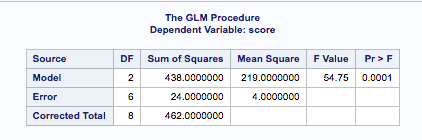 The GLM Procedure
Dependent Variable: score
Source DF Sum of Squares Mean Square F Value Pr > F
Model 2 438.0000000 219.0000000 54.75 0.0001
Error 6 24.0000000 4.0000000
Corrected Total 8 462.0000000